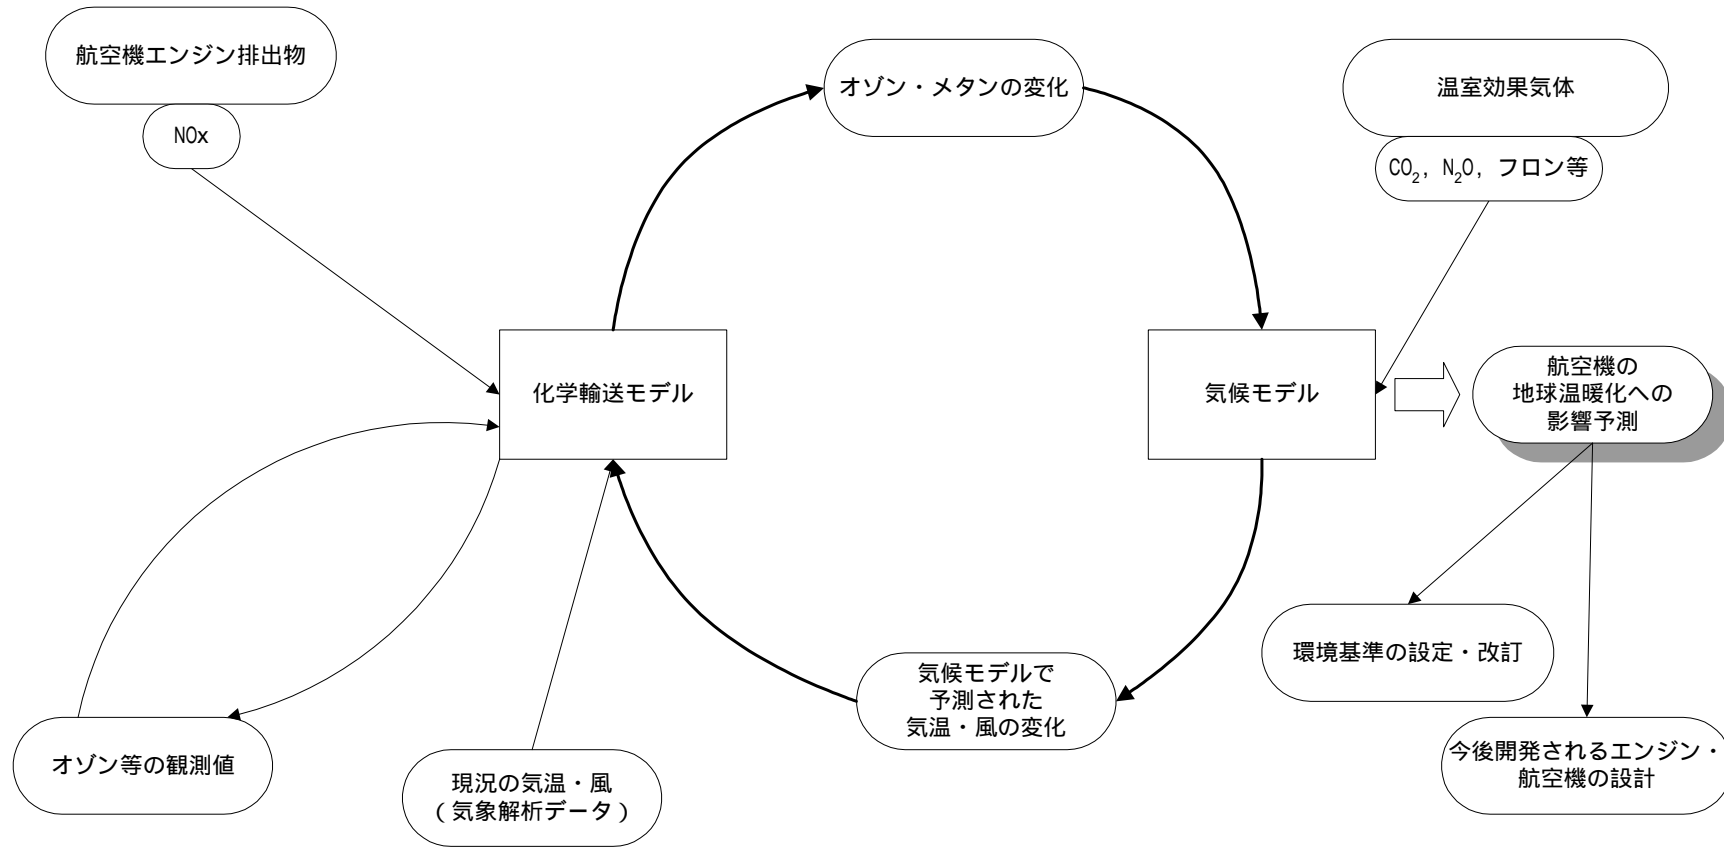 航空機エンジン排出物
NOx
オゾン・メタンの変化
温室効果気体
CO₂, N₂O, フロン等
化学輸送モデル
気候モデル
航空機の
地球温暖化への
影響予測
環境基準の設定・改訂
気候モデルで
予測された
気温・風の変化
オゾン等の観測値
現況の気温・風
(気象解析データ)
今後開発されるエンジン・
航空機の設計